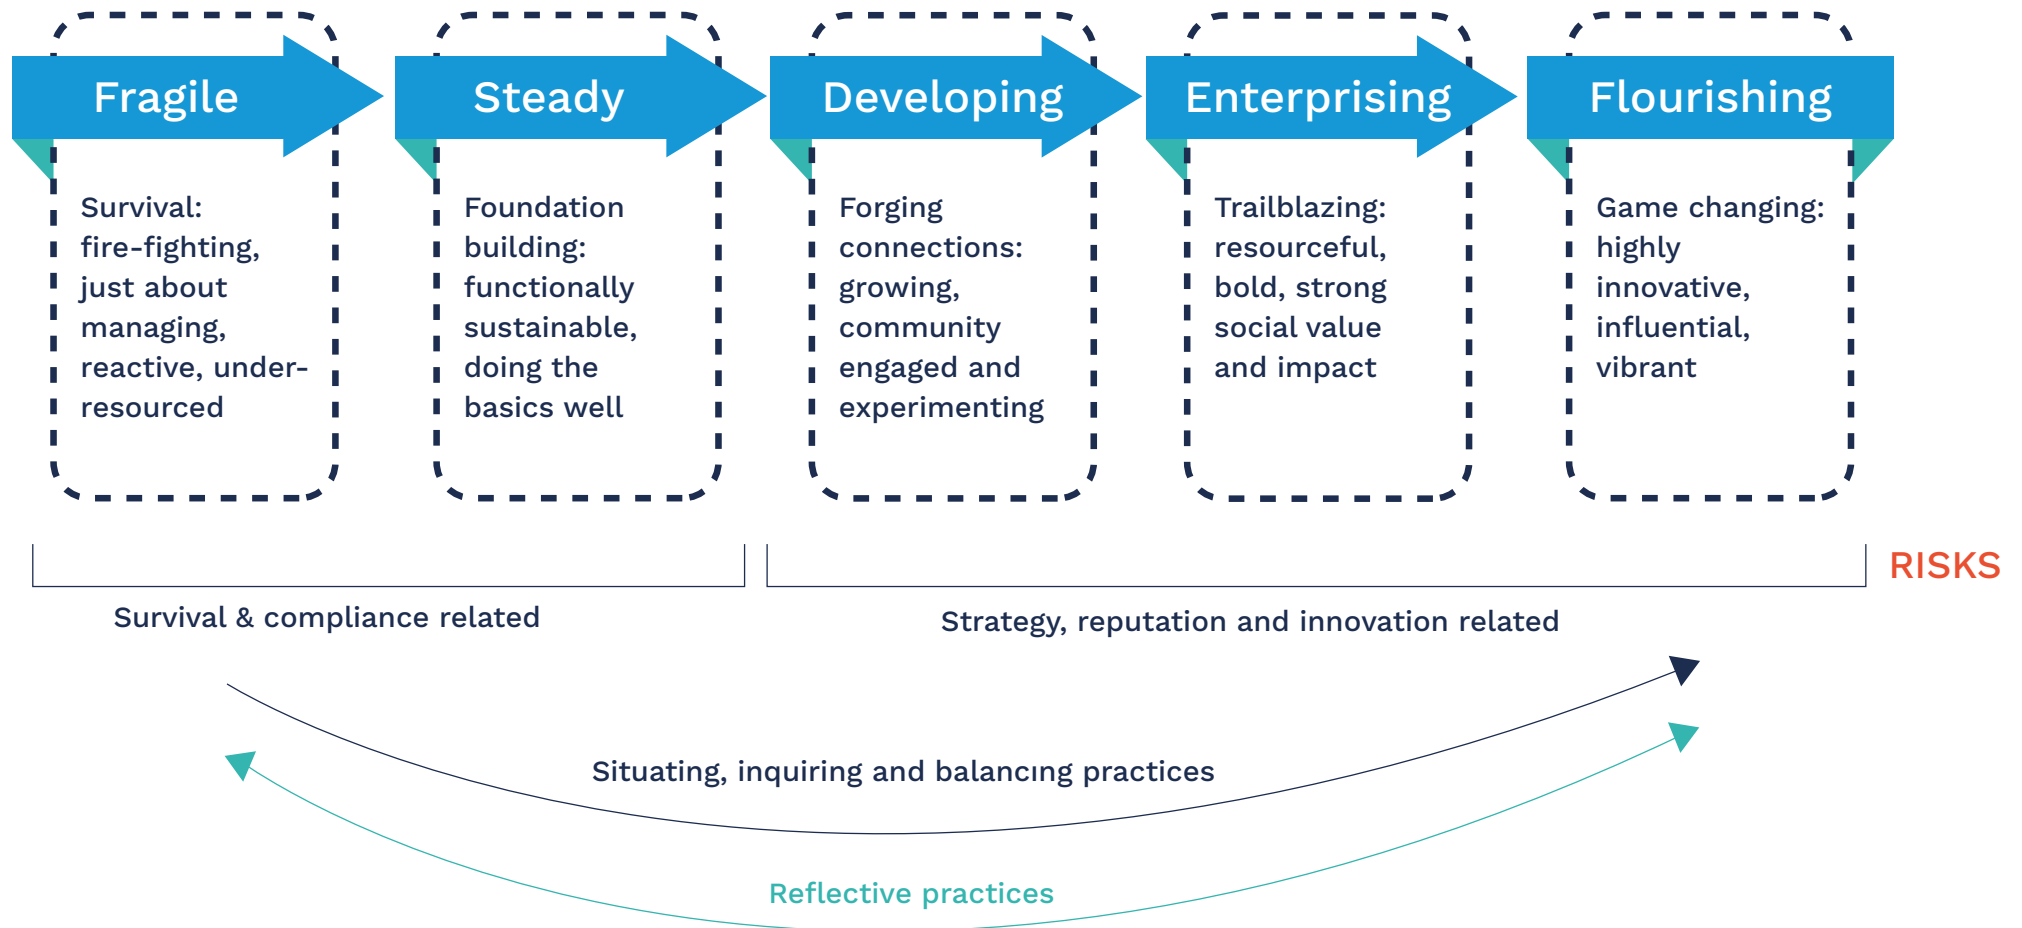 Fragile
Steady
Developing
Enterprising
Flourishing
Survival:
fire-fighting,
just about
managing,
reactive, under-
resourced
Foundation
building:
functionally
sustainable,
doing the
basics well
Forging
connections:
growing,
community
engaged and
experimenting
Trailblazing:
resourceful,
bold, strong
social value
and impact
Game changing:
highly
innovative,
influential,
vibrant
RISKS
Survival & compliance related
Strategy, reputation and innovation related
Situating, inquiring and balancing practices
Reflective practices